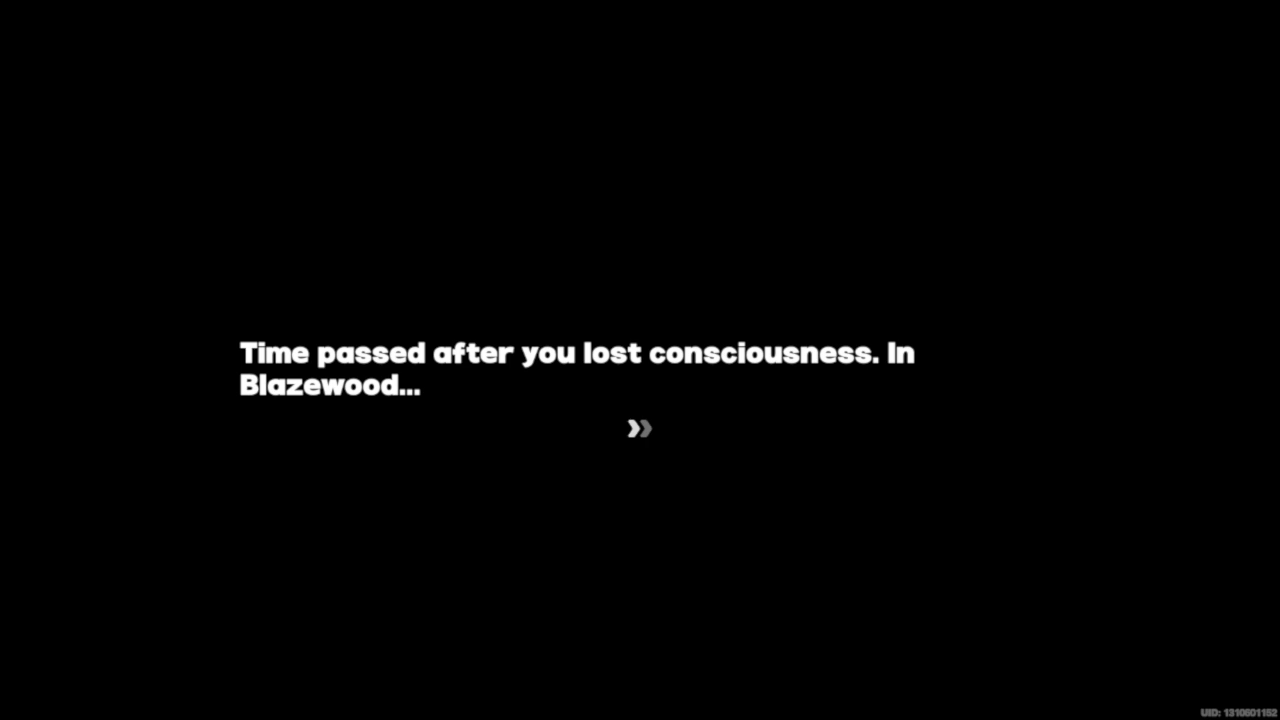 Time passed after you lost consciousness. In
Blazewood...
UID: 1310601152